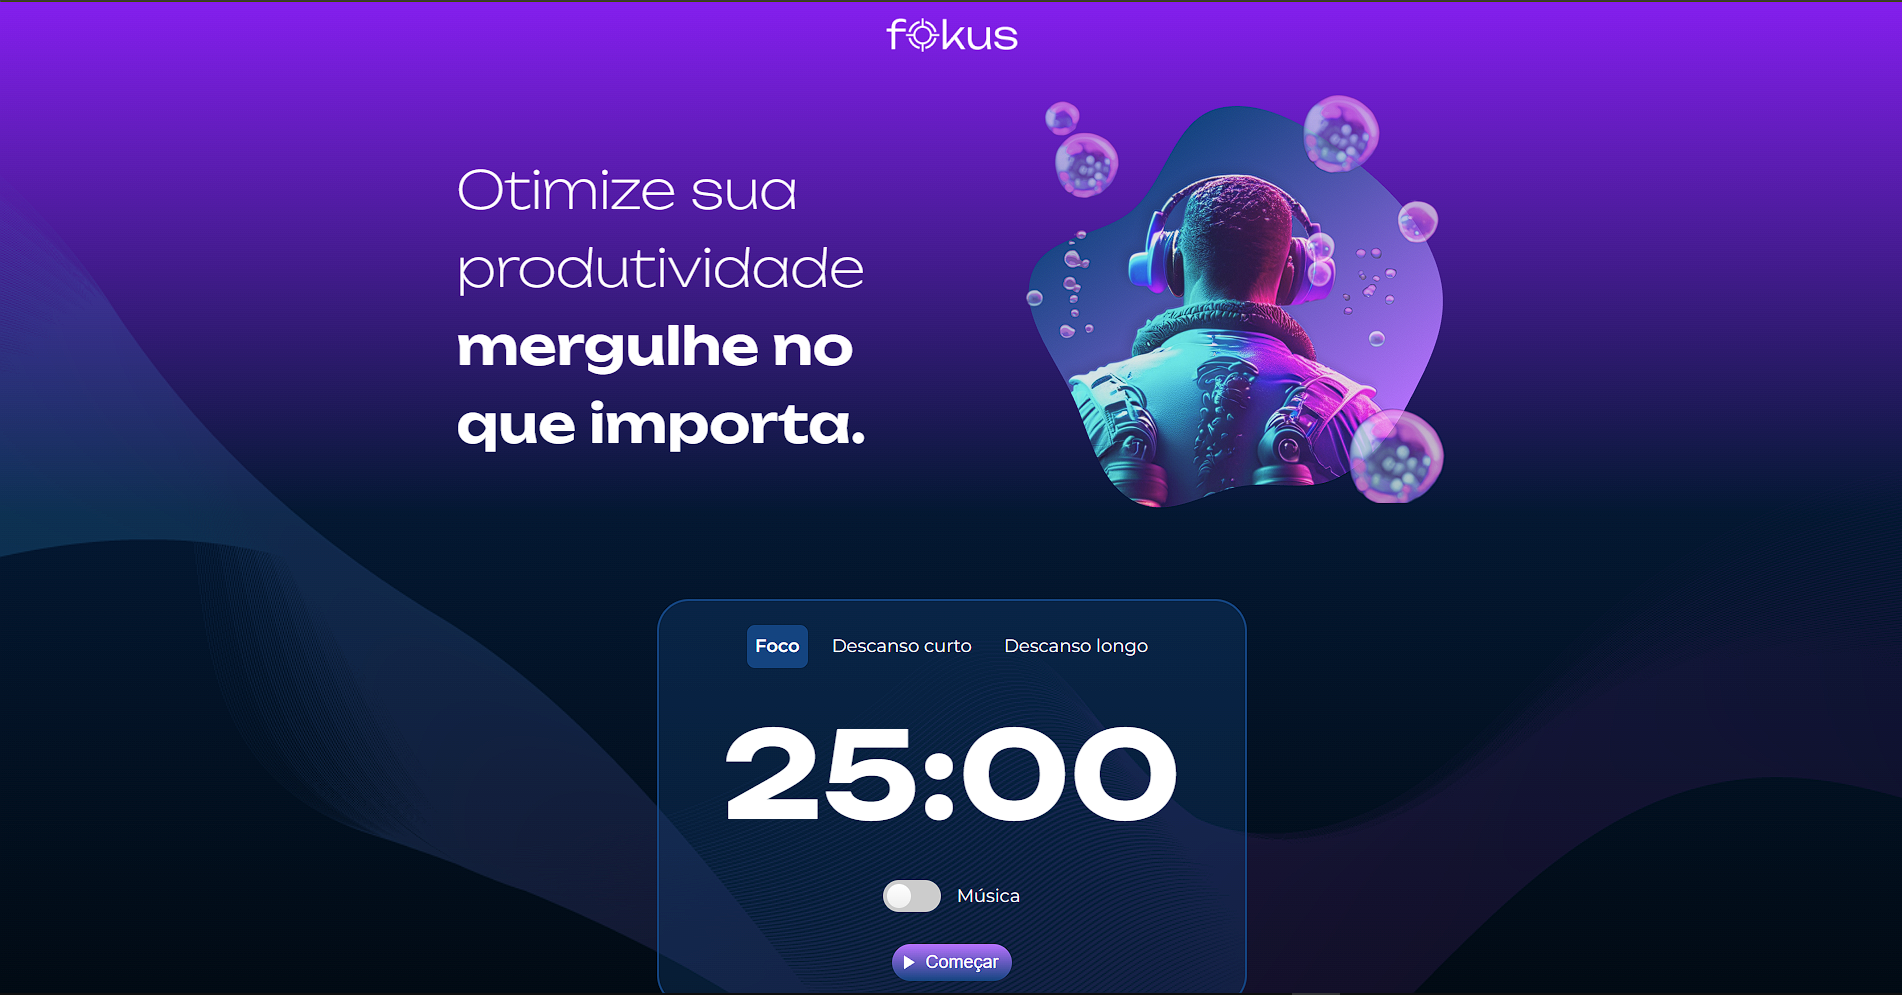 fokus
Otimize sua
produtividade
mergulhe no
que importa.
Foco Descanso curto Descanso longo
25:00
Música
Começar